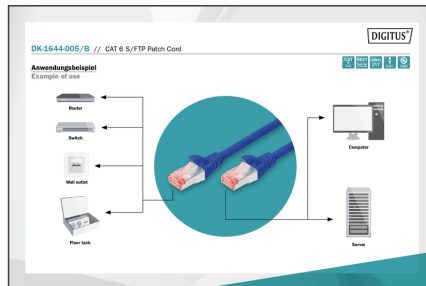 DIGITUS®
DK-1644-005/B // CAT 6 S/FTP Patch Cord
Anwendungsbeispiel
Example of use
CAT
Router
Switch
Wall outlet
Floor tank
Computer
Server